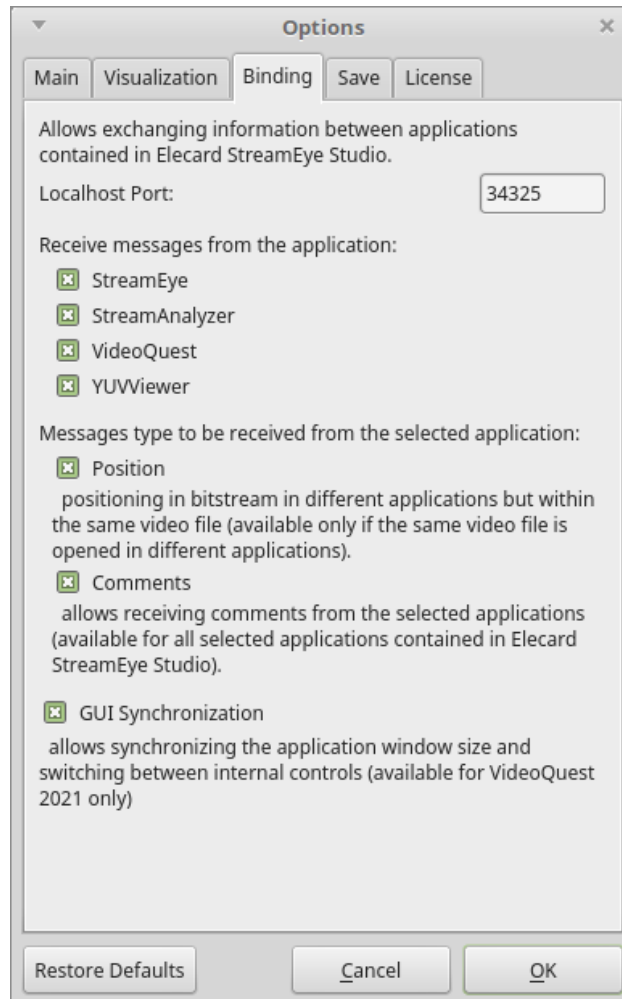 Options
Main Visualization Binding Save License
Allows exchanging information between applications
contained in Elecard StreamEye Studio.
Localhost Port: 34325
Receive messages from the application:
StreamEye
StreamAnalyzer
VideoQuest
YUVViewer
Messages type to be received from the selected application:
Position
positioning in bitstream in different applications but within
the same video file (available only if the same video file is
opened in different applications).
Comments
allows receiving comments from the selected applications
(available for all selected applications contained in Elecard
StreamEye Studio).
GUI Synchronization
allows synchronizing the application window size and
switching between internal controls (available for VideoQuest
2021 only)
Restore Defaults Cancel OK